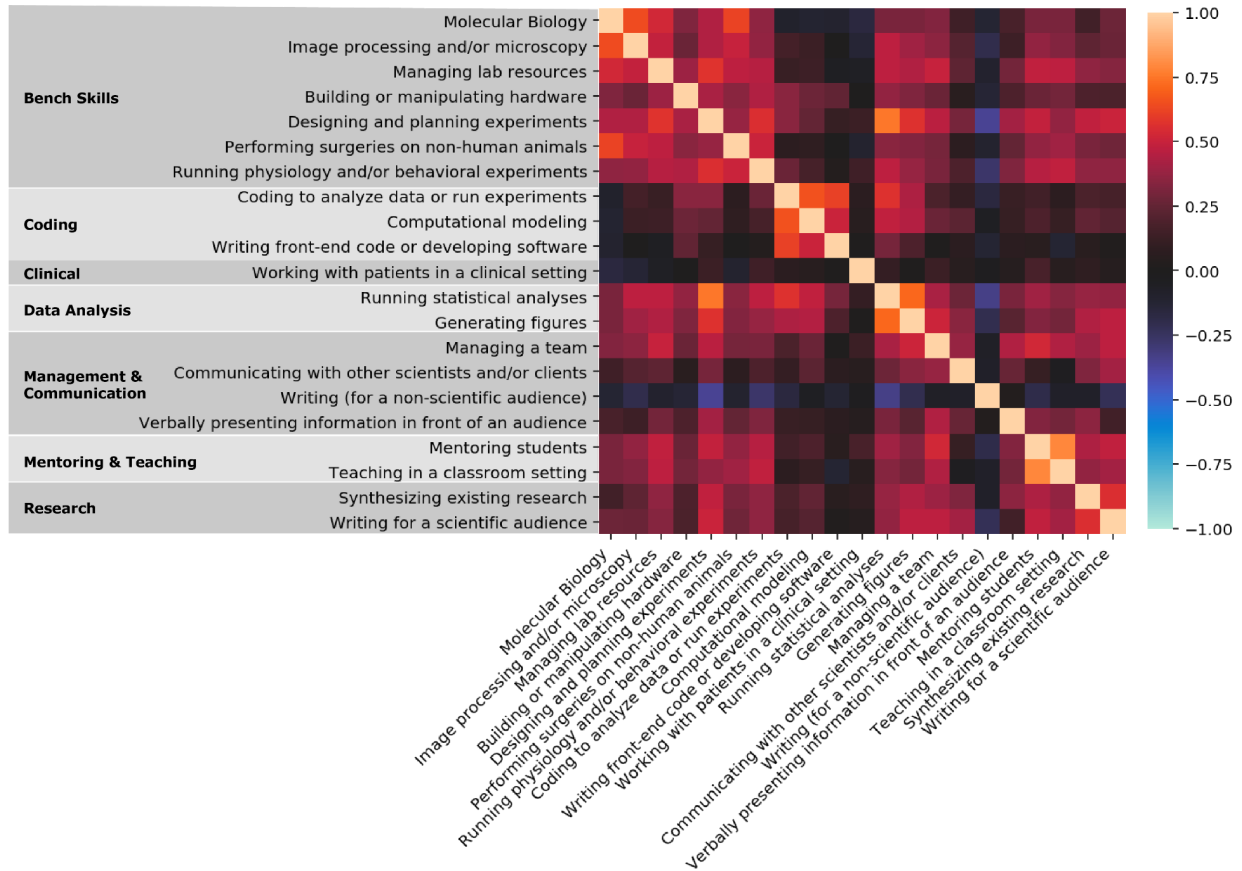 Bench Skills
Molecular Biology
Image processing and/or microscopy
Managing lab resources
Building or manipulating hardware
Designing and planning experiments
Performing surgeries on non-human animals
Running physiology and/or behavioral experiments
Coding
Coding to analyze data or run experiments
Computational modeling
Writing front-end code or developing software
Clinical
Working with patients in a clinical setting
Data Analysis
Running statistical analyses
Generating figures
Management &
Communication
Managing a team
Communicating with other scientists and/or clients
Writing (for a non-scientific audience)
Verbally presenting information in front of an audience
Mentoring & Teaching
Mentoring students
Teaching in a classroom setting
Research
Synthesizing existing research
Writing for a scientific audience
1.00
0.75
0.50
0.25
0.00
−0.25
−0.50
−0.75
−1.00
Molecular Biology
Image processing and/or microscopy
Managing lab resources
Building or manipulating hardware
Designing and planning experiments
Performing surgeries on non-human animals
Running physiology and/or behavioral experiments
Coding to analyze data or run experiments
Computational modeling
Writing front-end code or developing software
Working with patients in a clinical setting
Running statistical analyses
Generating figures
Managing a team
Communicating with other scientists and/or clients
Writing (for a non-scientific audience)
Verbally presenting information in front of an audience
Mentoring students
Teaching in a classroom setting
Synthesizing existing research
Writing for a scientific audience